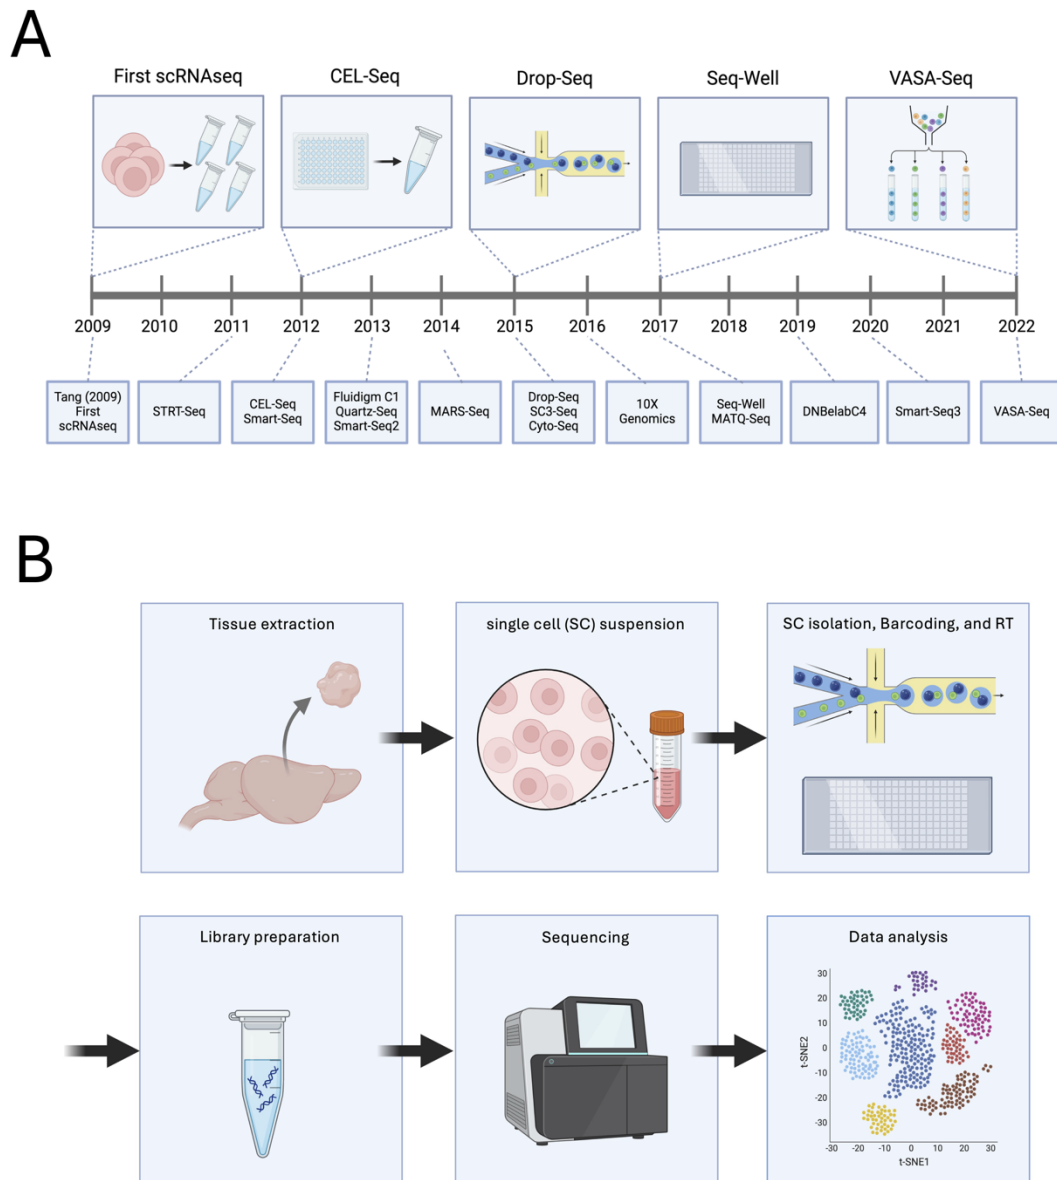 A
First scRNAseq
CEL-Seq
Drop-Seq
Seq-Well
VASA-Seq
2009
2010
2011
2012
2013
2014
2015
2016
2017
2018
2019
2020
2021
2022
Tang (2009)
First
scRNAseq
STRT-Seq
CEL-Seq
Smart-Seq
Fluidigm C1
Quartz-Seq
Smart-Seq2
MARS-Seq
Drop-Seq
SC3-Seq
Cyto-Seq
10X
Genomics
Seq-Well
MATQ-Seq
DNBelabC4
Smart-Seq3
VASA-Seq
B
Tissue extraction
single cell (SC) suspension
SC isolation, Barcoding, and RT
Library preparation
Sequencing
Data analysis
t-SNE2
30
20
10
0
-10
-20
-30
-30
-20
-10
0
10
20
30
t-SNE1